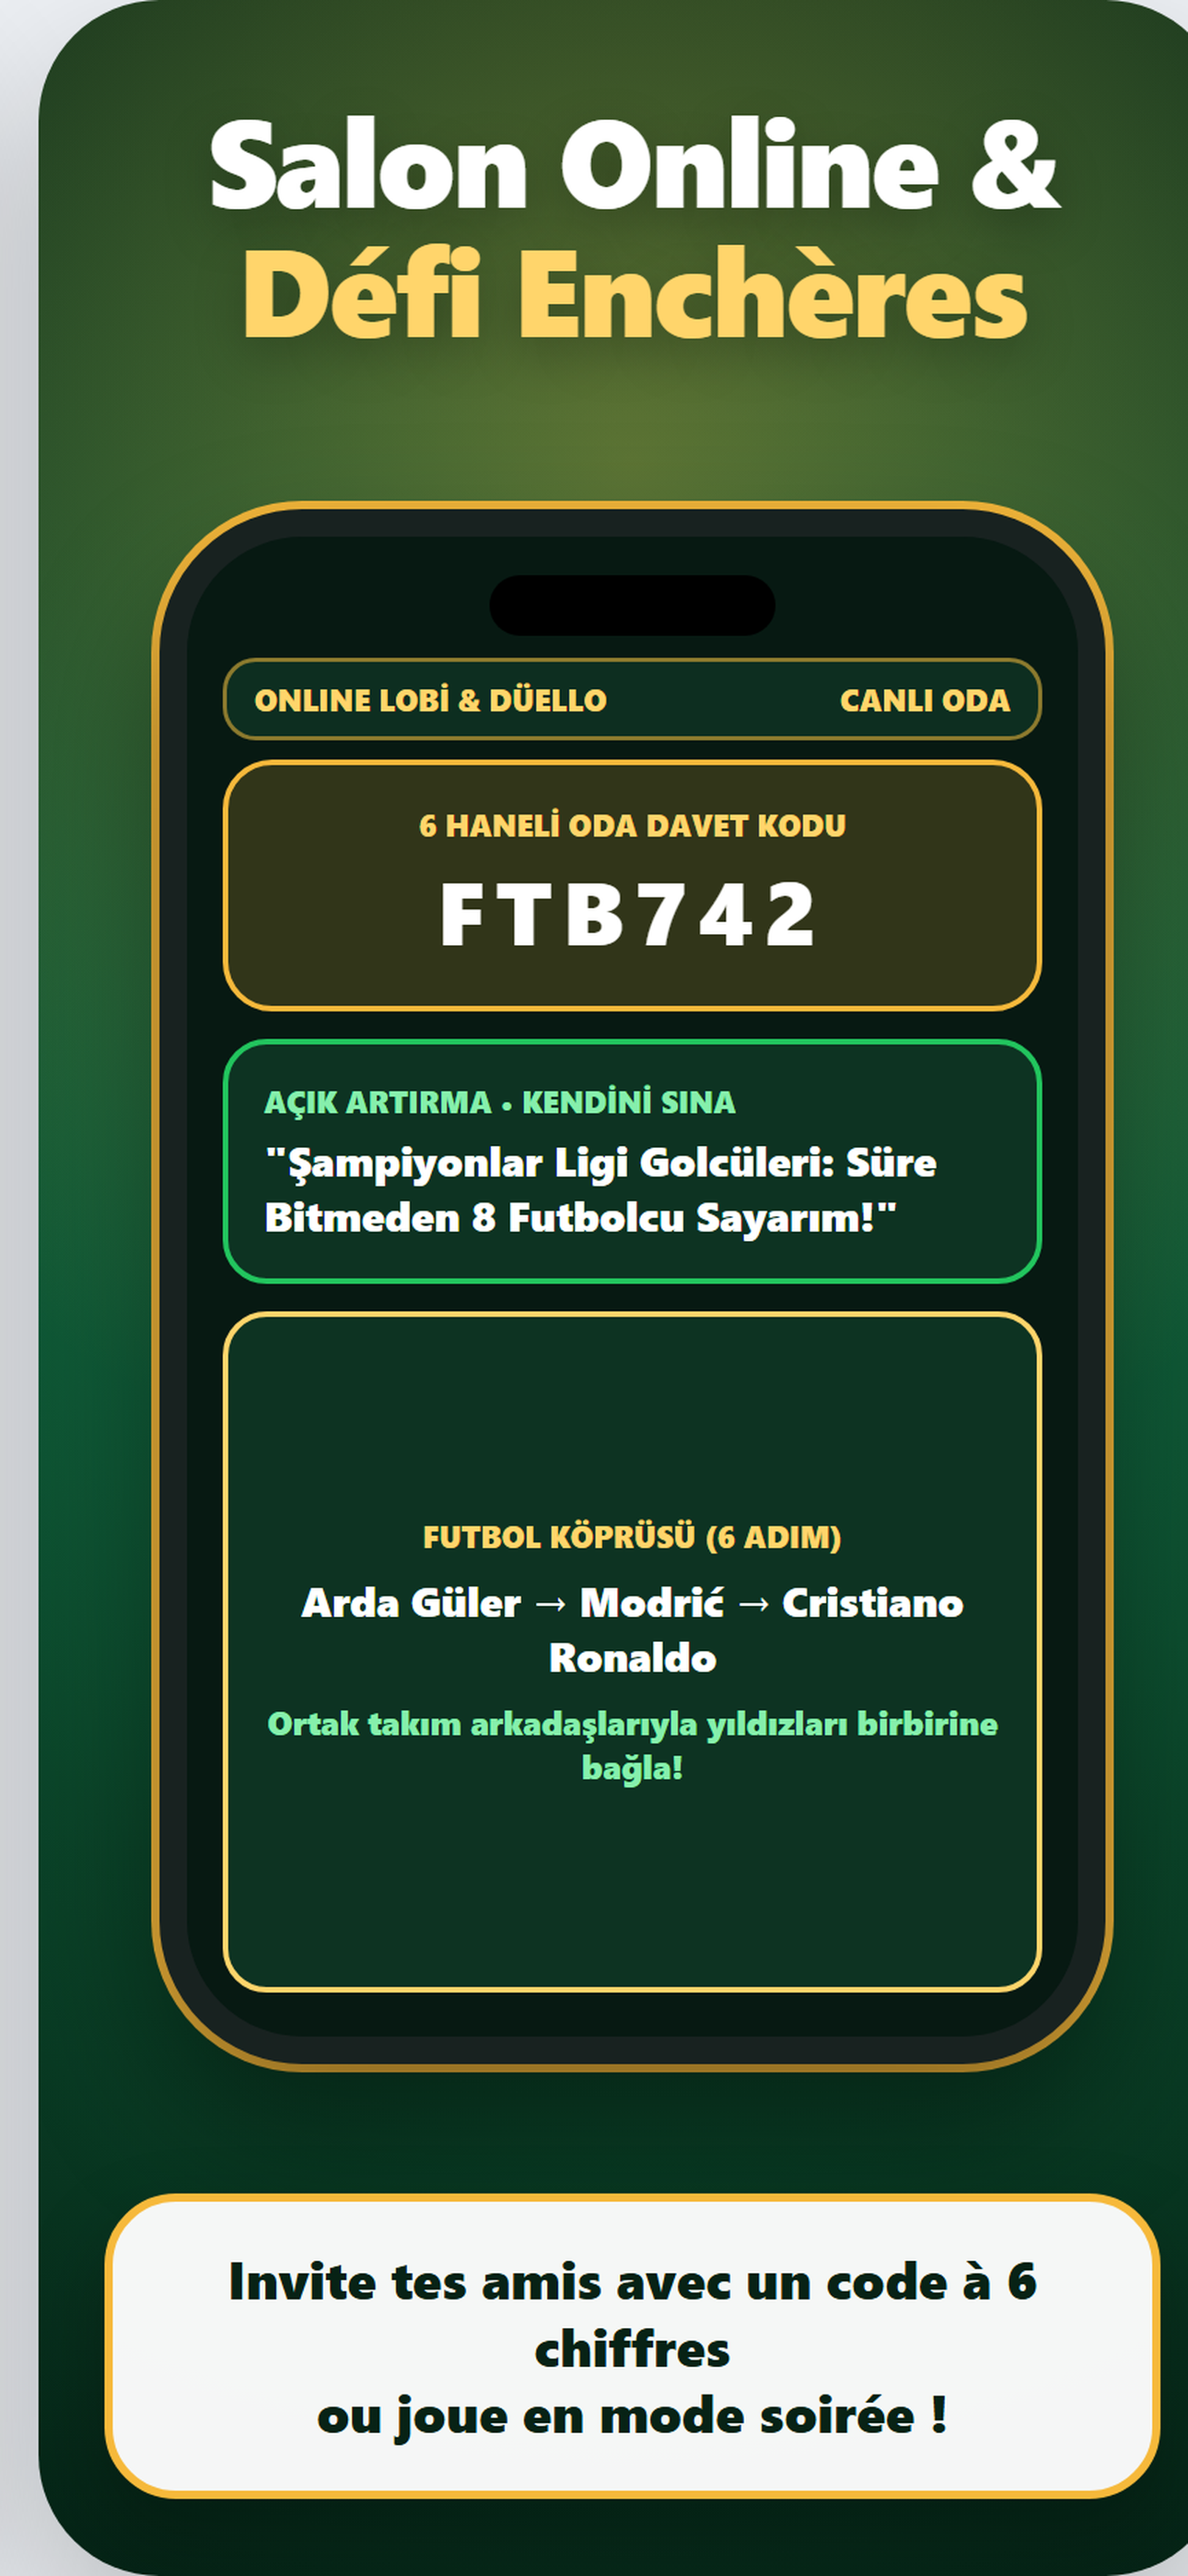 Salon Online &
Défi Enchères
ONLINE LOBİ & DÜELLO
CANLI ODA
6 HANELİ ODA DAVET KODU
FTB742
AÇIK ARTIRMA • KENDİNİ SINA
"Şampiyonlar Ligi Golcüleri: Süre
Bitmeden 8 Futbolcu Sayarım!"
FUTBOL KÖPRÜSÜ (6 ADIM)
Arda Güler → Modrić → Cristiano
Ronaldo
Ortak takım arkadaşlarıyla yıldızları birbirine
bağla!
Invite tes amis avec un code à 6
chiffres
ou joue en mode soirée !